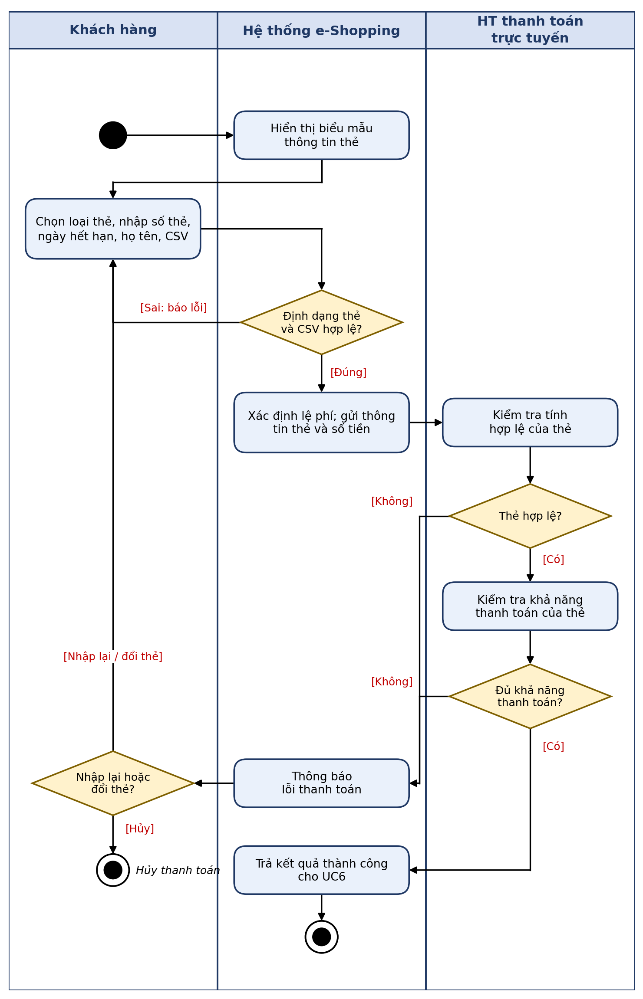 Khách hàng
Hệ thống e-Shopping
HT thanh toán
trực tuyến
Hiển thị biểu mẫu
thông tin thẻ
Chọn loại thẻ, nhập số thẻ,
ngày hết hạn, họ tên, CSV
[Sai: báo lỗi]
Định dạng thẻ
và CSV hợp lệ?
[Đúng]
Xác định lệ phí; gửi thông
tin thẻ và số tiền
Kiểm tra tính
hợp lệ của thẻ
[Không]
Thẻ hợp lệ?
[Có]
Kiểm tra khả năng
thanh toán của thẻ
[Nhập lại / đổi thẻ]
[Không]
Đủ khả năng
thanh toán?
[Có]
Nhập lại hoặc
đổi thẻ?
Thông báo
lỗi thanh toán
[Hủy]
Hủy thanh toán
Trả kết quả thành công
cho UC6